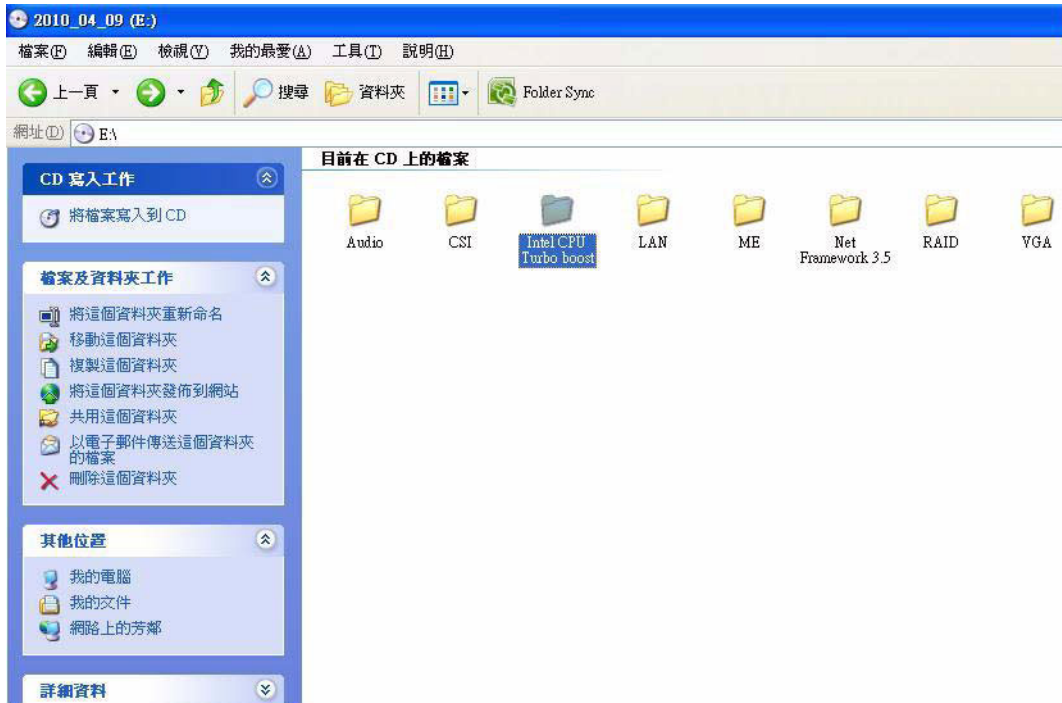 2010_04_09 (E:)
檔案(F) 編輯(E) 檢視(V) 我的最愛(A) 工具(T) 說明(H)
上一頁 搜尋 資料夾 Folder Sync
網址(D) E:\
目前在 CD 上的檔案
CD 寫入工作
將檔案寫入到 CD
Audio CSI Intel CPU LAN ME Net RAID VGA
Turbo boost Framework 3.5
檔案及資料夾工作
將這個資料夾重新命名
移動這個資料夾
複製這個資料夾
將這個資料夾發佈到網站
共用這個資料夾
以電子郵件傳送這個資料夾
的檔案
刪除這個資料夾
其他位置
我的電腦
我的文件
網路上的芳鄰
詳細資料